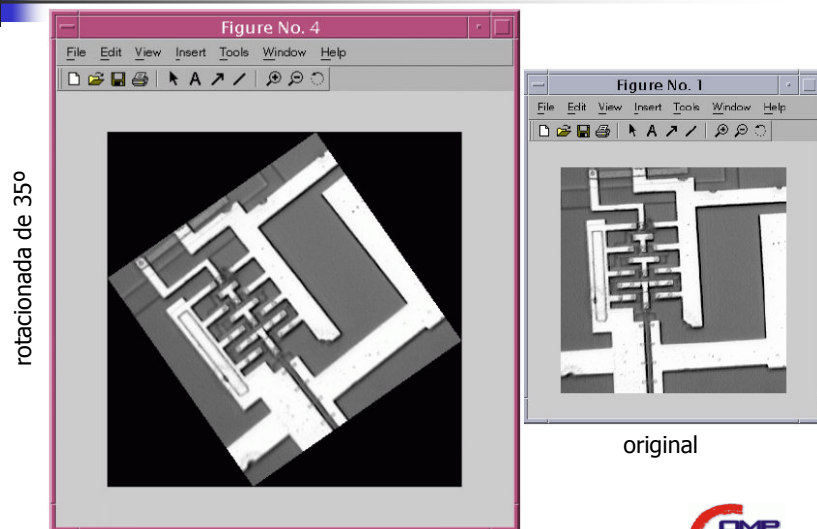 Figure No. 4
File Edit View Insert Tools Window Help
A
rotacionada de 35º
Figure No. 1
File Edit View Insert Tools Window Help
A
original